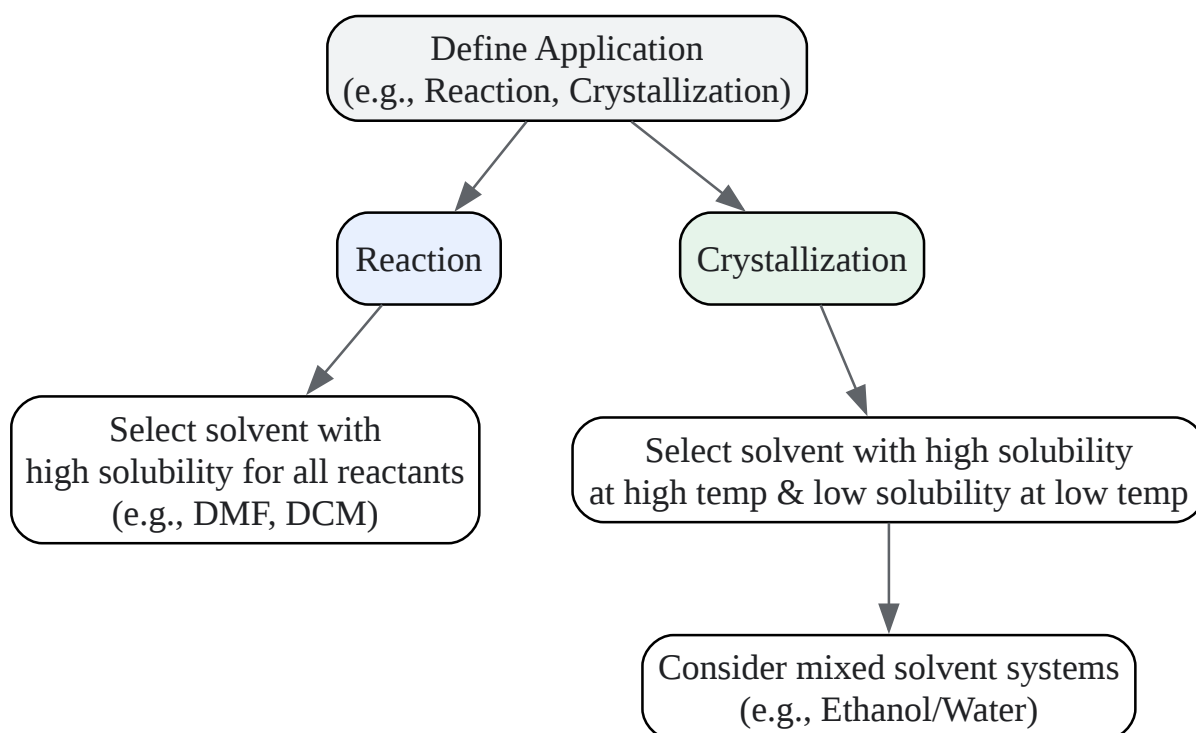 Define Application
(e.g., Reaction, Crystallization)
Reaction
Crystallization
Select solvent with
high solubility for all reactants
(e.g., DMF, DCM)
Select solvent with high solubility
at high temp & low solubility at low temp
Consider mixed solvent systems
(e.g., Ethanol/Water)